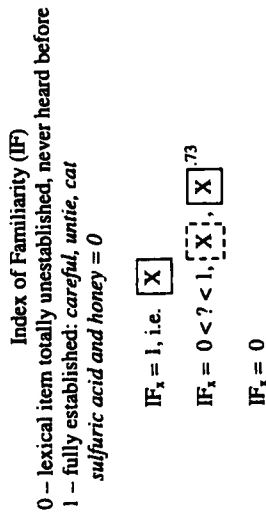 Index of Familiarity (IF)
0 – lexical item totally unestablished, never heard before
1 – fully established: careful, untie, cat
sulfuric acid and honey = 0
IFx = 1, i.e. X
IFx = 0 < ? < 1, X , X .73
IFx = 0